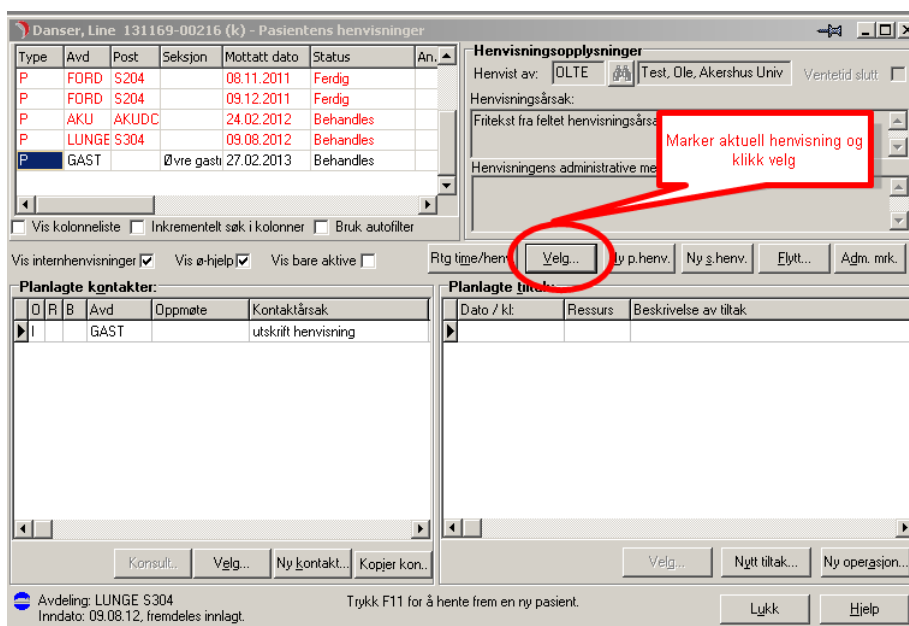 Danser, Line 131169-00216 (k) - Pasientens henvisninger
Type Avd Post Seksjon Mottatt dato Status An.
P FORD S204 08.11.2011 Ferdig
P FORD S204 09.12.2011 Ferdig
P AKU AKUDC 24.02.2012 Behandles
P LUNGE S304 09.08.2012 Behandles
P GAST Øvre gastr 27.02.2013 Behandles
Vis kolonneliste Inkrementelt søk i kolonner Bruk autofilter
Henvisningsopplysninger
Henvist av: OLTE Test, Ole, Akershus Univ Ventetid slutt
Henvisningsårsak:
Fritekst fra feltet henvisningsårsa
Henvisningens administrative me
Marker aktuell henvisning og
klikk velg
Vis internhenvisninger Vis ø-hjelp Vis bare aktive
Rtg time/henv Velg... Ny p.henv. Ny s.henv. Flytt... Adm. mrk.
Planlagte kontakter:
O R B Avd Oppmøte Kontaktårsak
I GAST utskrift henvisning
Konsult.. Velg... Ny kontakt... Kopier kon..
Planlagte tiltak:
Dato / kl: Ressurs Beskrivelse av tiltak
Velg... Nytt tiltak... Ny operasjon...
Avdeling: LUNGE S304
Inndato: 09.08.12, fremdeles innlagt.
Trykk F11 for å hente frem en ny pasient.
Lukk Hjelp